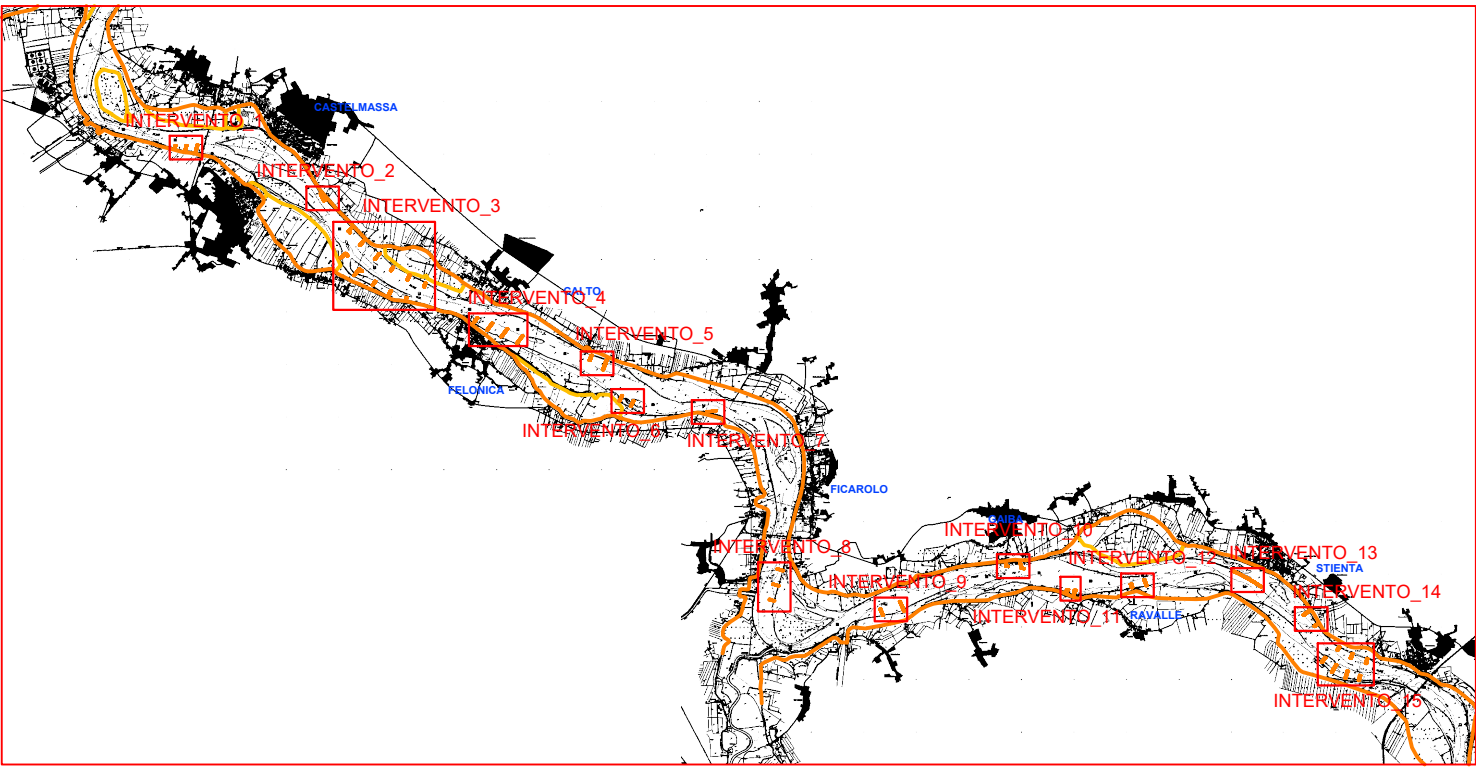 CASTELMASSA
INTERVENTO_1
INTERVENTO_2
INTERVENTO_3
CALTO
INTERVENTO_4
INTERVENTO_5
FELONICA
INTERVENTO_6
INTERVENTO_7
FICAROLO
GAIBA
INTERVENTO_10
INTERVENTO_8
INTERVENTO_12
INTERVENTO_13
STIENTA
INTERVENTO_9
INTERVENTO_14
INTERVENTO_11
RAVALLE
INTERVENTO_15